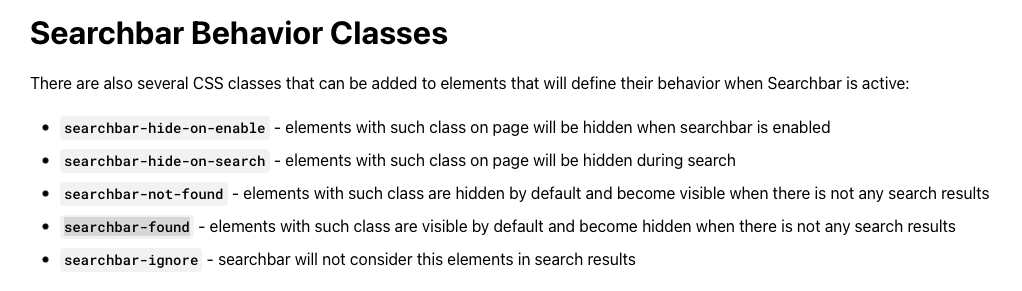 Searchbar Behavior Classes
There are also several CSS classes that can be added to elements that will define their behavior when Searchbar is active:
• searchbar-hide-on-enable - elements with such class on page will be hidden when searchbar is enabled
• searchbar-hide-on-search - elements with such class on page will be hidden during search
• searchbar-not-found - elements with such class are hidden by default and become visible when there is not any search results
• searchbar-found - elements with such class are visible by default and become hidden when there is not any search results
• searchbar-ignore - searchbar will not consider this elements in search results